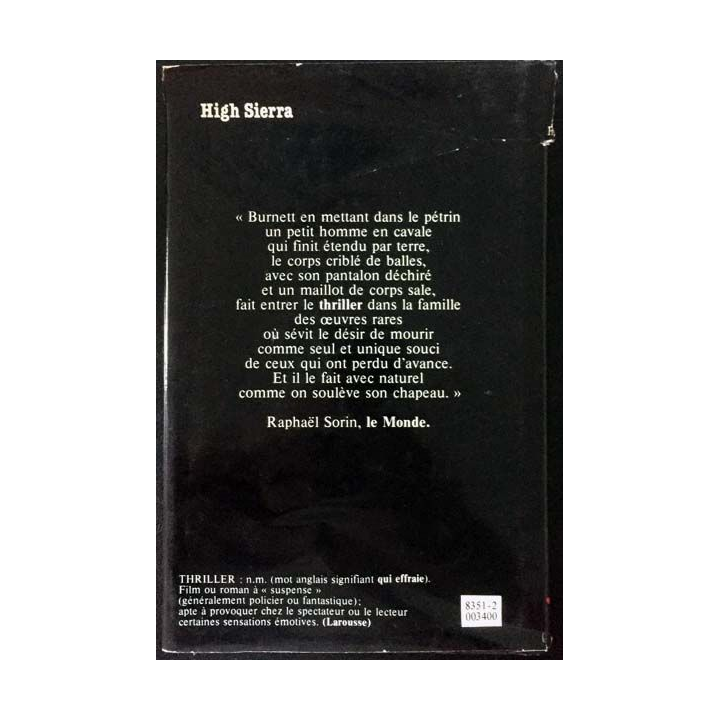 High Sierra
« Burnett en mettant dans le pétrin
un petit homme en cavale
qui finit étendu par terre,
le corps criblé de balles,
avec son pantalon déchiré
et un maillot de corps sale,
fait entrer le thriller dans la famille
des œuvres rares
où sévit le désir de mourir
comme seul et unique souci
de ceux qui ont perdu d'avance.
Et il le fait avec naturel
comme on soulève son chapeau. »
Raphaël Sorin, le Monde.
THRILLER : n.m. (mot anglais signifiant qui effraie).
Film ou roman à « suspense »
(généralement policier ou fantastique) ;
apte à provoquer chez le spectateur ou le lecteur
certaines sensations émotives. (Larousse)
8351-2
003400